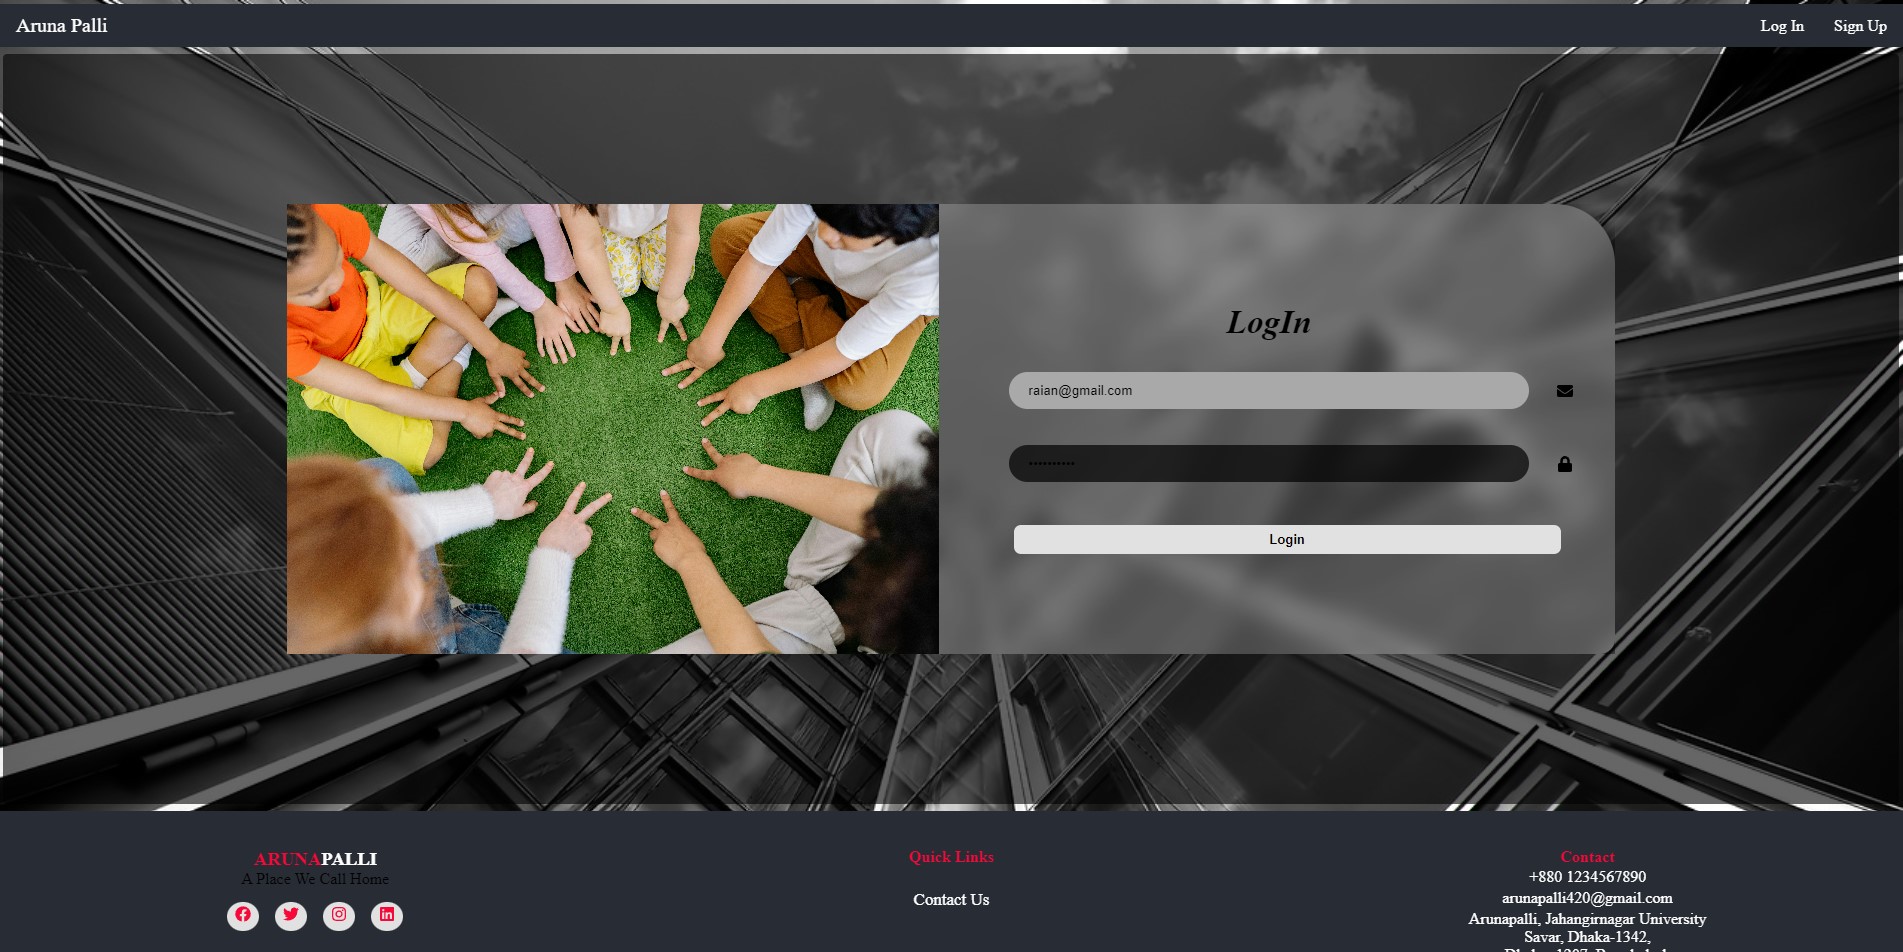 Aruna Palli
Log In
Sign Up
LogIn
raian@gmail.com
••••••••••
Login
ARUNAPALLI
A Place We Call Home
Quick Links
Contact Us
Contact
+880 1234567890
arunapalli420@gmail.com
Arunapalli, Jahangirnagar University
Savar, Dhaka-1342,